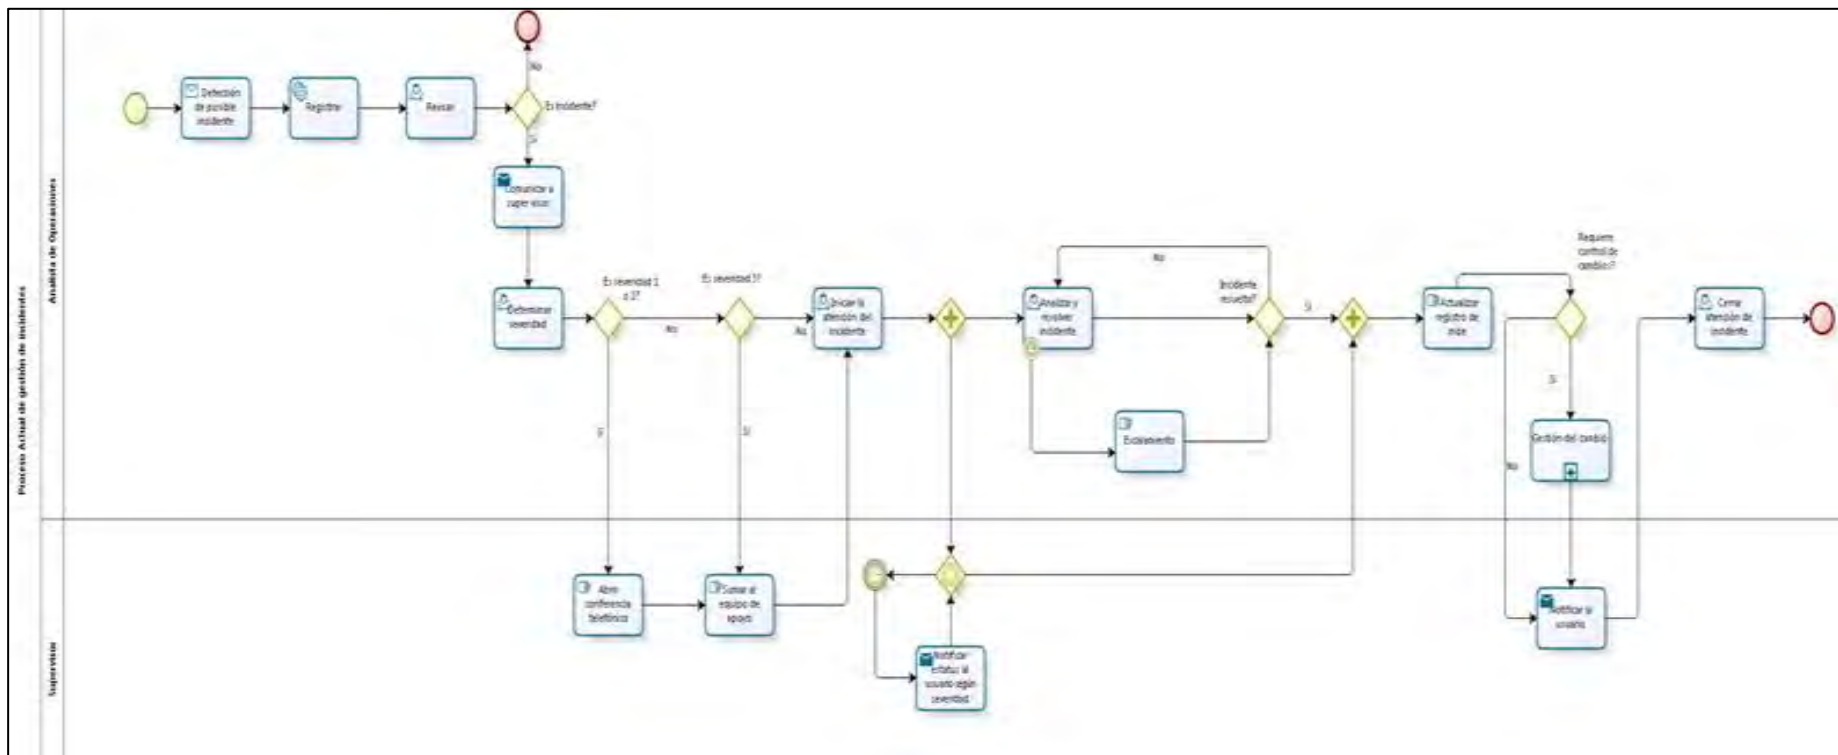 Proceso Actual de gestión de incidentes
Analista de Operaciones
Supervisor
Detección
de posible
incidente
Registrar
Revisar
Es Incidente?
No
Si
Comunicar a
supervisor
Determinar
severidad
Es severidad 1
o 2?
No
Si
Es severidad 3?
No
Si
Iniciar la
atención del
incidente
Analizar y
resolver
incidente
No
Incidente
resuelto?
Si
Escalamiento
Actualizar
registro de
Requiere
control de
cambios?
Si
No
Gestión del cambio
Cerrar
atención de
incidente
Abrir
conferencia
telefónica
Sumar al
equipo de
apoyo
Notificar
estatus al
usuario según
severidad
Notificar al
usuario